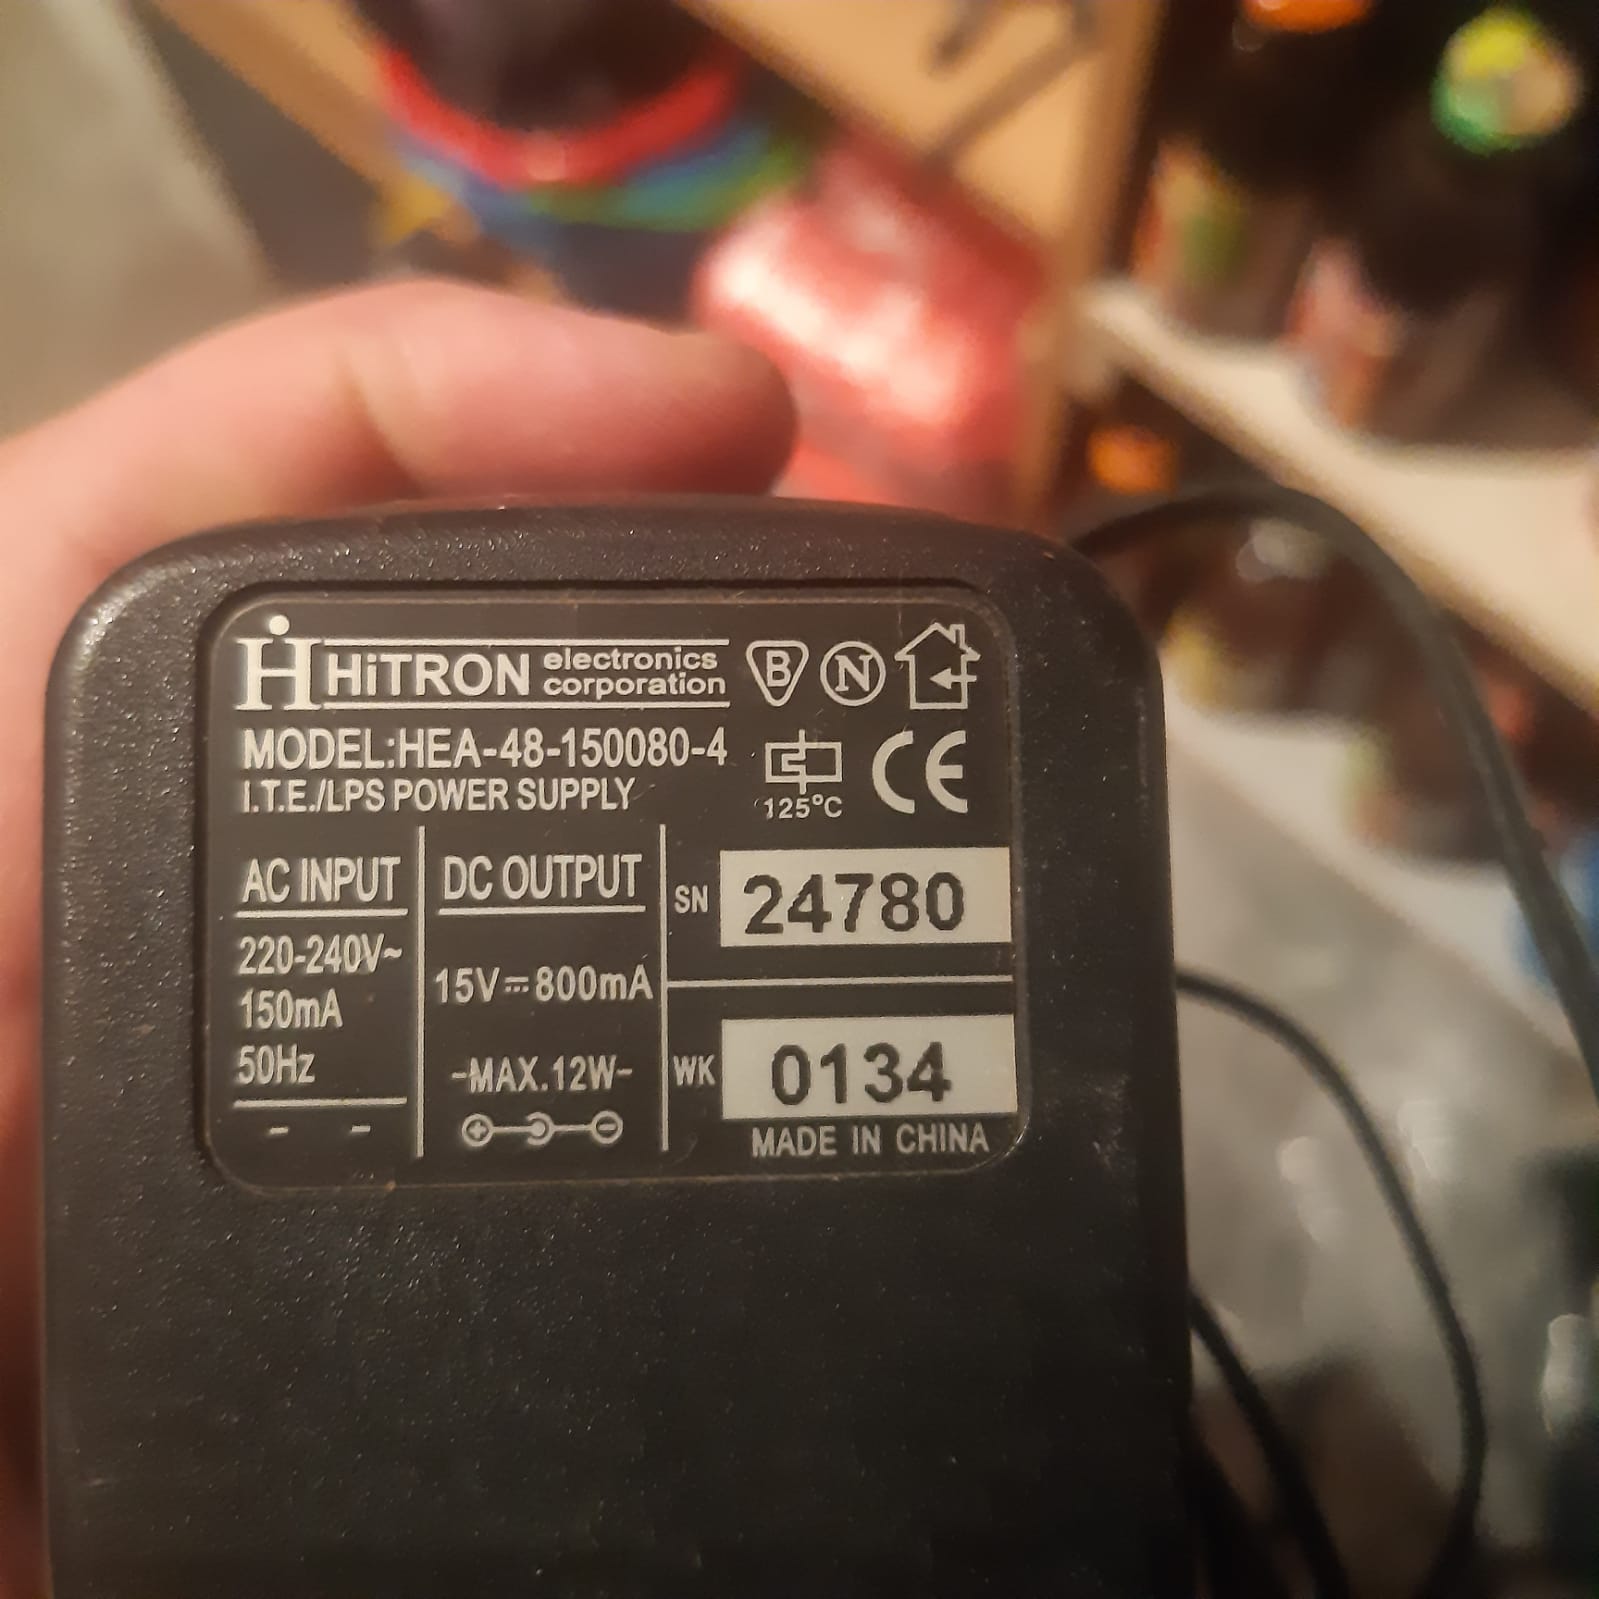 H HiTRON electronics corporation B N
MODEL:HEA-48-150080-4
I.T.E./LPS POWER SUPPLY
125°C CE
AC INPUT
220-240V~
150mA
50Hz
- -
DC OUTPUT
15V⎓800mA
-MAX.12W-
SN 24780
WK 0134
MADE IN CHINA